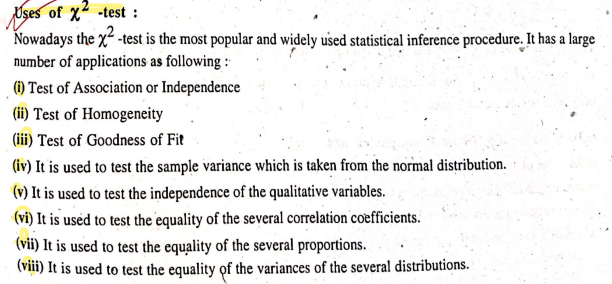 Uses of χ² -test :
Nowadays the χ² -test is the most popular and widely used statistical inference procedure. It has a large
number of applications as following :
(i) Test of Association or Independence
(ii) Test of Homogeneity
(iii) Test of Goodness of Fit
(iv) It is used to test the sample variance which is taken from the normal distribution.
(v) It is used to test the independence of the qualitative variables.
(vi) It is used to test the equality of the several correlation coefficients.
(vii) It is used to test the equality of the several proportions.
(viii) It is used to test the equality of the variances of the several distributions.